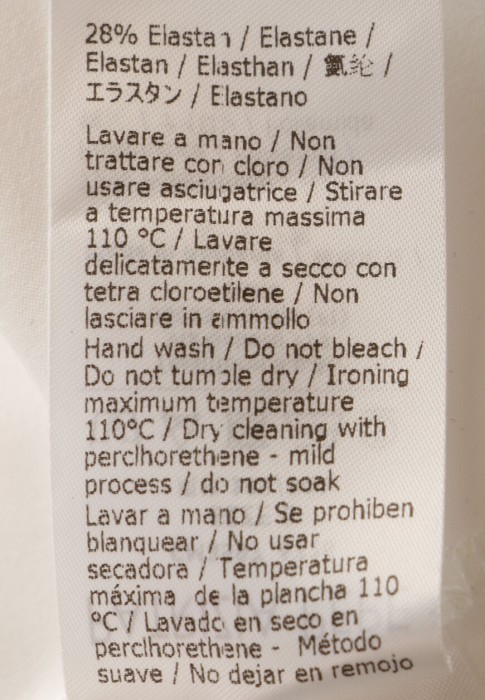 28% Elastan / Elastane /
Elastan / Elasthan / 氨纶 /
エラスタン / Elastano
Lavare a mano / Non
trattare con cloro / Non
usare asciugatrice / Stirare
a temperatura massima
110 °C / Lavare
delicatamente a secco con
tetra cloroetilene / Non
lasciare in ammollo
Hand wash / Do not bleach /
Do not tumble dry / Ironing
maximum temperature
110°C / Dry cleaning with
perclhorethene - mild
process / do not soak
Lavar a mano / Se prohiben
blanquear / No usar
secadora / Temperatura
máxima de la plancha 110
°C / Lavado en seco en
perclhorethene - Método
suave / No dejar en remojo